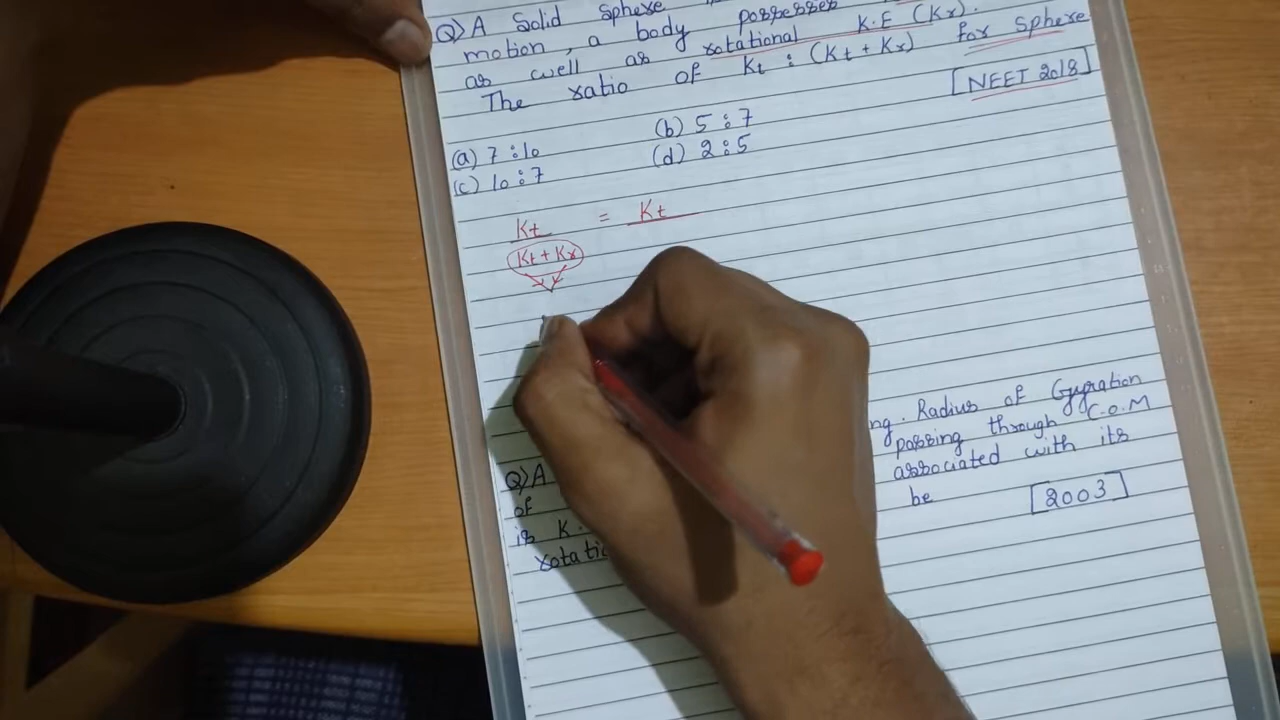 Q) A Solid sphere
motion, a body possesses
as well as rotational K.E (Kr).
The ratio of Kt : (Kt + Kr) for sphere
[NEET 2018]
(a) 7 : 10 (b) 5 : 7
(c) 10 : 7 (d) 2 : 5
Kt = Kt
Kt + Kr
Q) A ng. Radius of Gyration
of passing through C.O.M
is K. associated with its
rotatio be [2003]